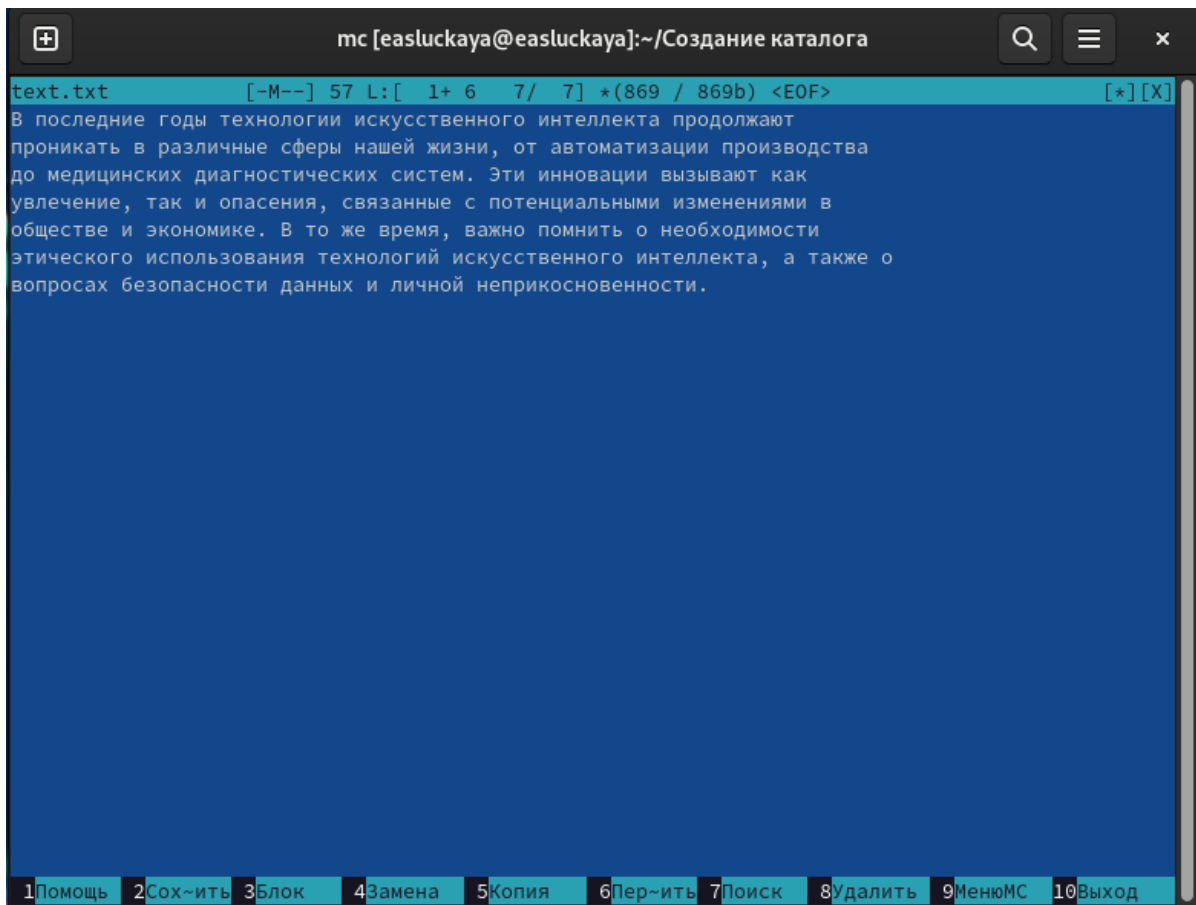 mc [easluckaya@easluckaya]:~/Создание каталога
text.txt [-M--] 57 L:[ 1+ 6 7/ 7] *(869 / 869b) <EOF> [*][X]
В последние годы технологии искусственного интеллекта продолжают
проникать в различные сферы нашей жизни, от автоматизации производства
до медицинских диагностических систем. Эти инновации вызывают как
увлечение, так и опасения, связанные с потенциальными изменениями в
обществе и экономике. В то же время, важно помнить о необходимости
этического использования технологий искусственного интеллекта, а также о
вопросах безопасности данных и личной неприкосновенности.
1Помощь 2Сох~ить 3Блок 4Замена 5Копия 6Пер~ить 7Поиск 8Удалить 9МенюMC 10Выход